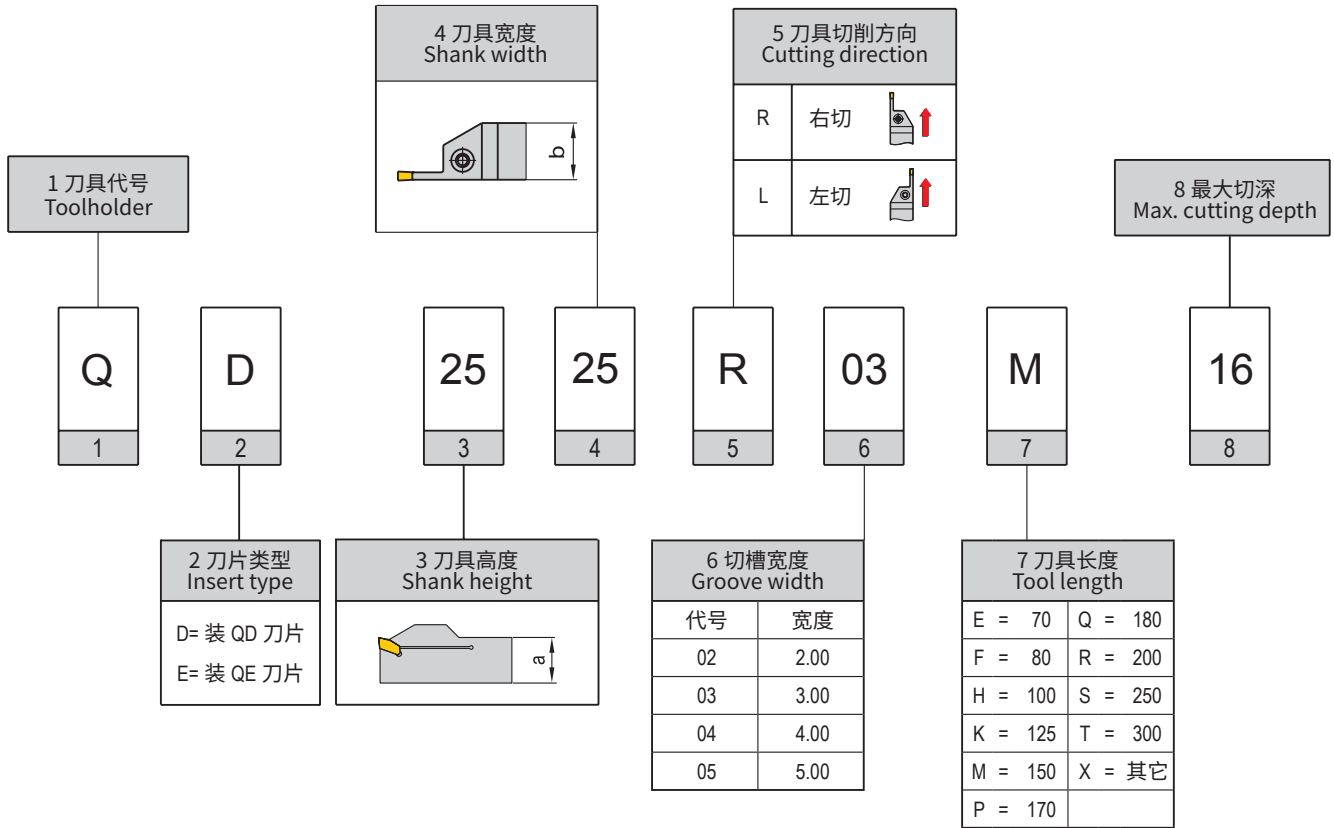 4 刀具宽度
Shank width
b
5 刀具切削方向
Cutting direction
R 右切
L 左切
1 刀具代号
Toolholder
8 最大切深
Max. cutting depth
Q D 25 25 R 03 M 16
1 2 3 4 5 6 7 8
2 刀片类型
Insert type
D= 装 QD 刀片
E= 装 QE 刀片
3 刀具高度
Shank height
a
6 切槽宽度
Groove width
代号 宽度
02 2.00
03 3.00
04 4.00
05 5.00
7 刀具长度
Tool length
E = 70 Q = 180
F = 80 R = 200
H = 100 S = 250
K = 125 T = 300
M = 150 X = 其它
P = 170